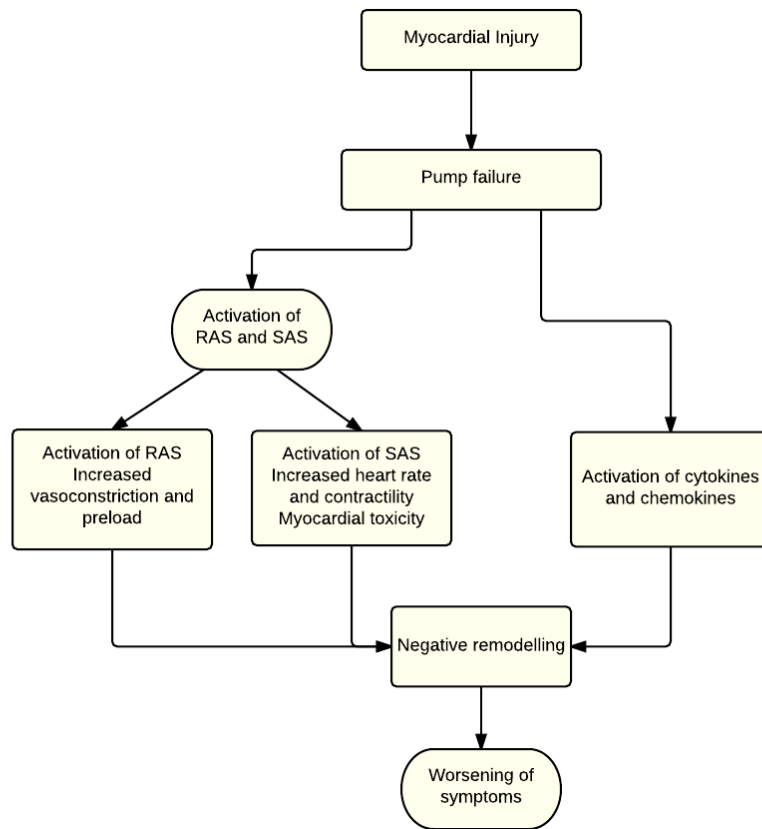 Myocardial Injury
Pump failure
Activation of
RAS and SAS
Activation of RAS
Increased
vasoconstriction and
preload
Activation of SAS
Increased heart rate
and contractility
Myocardial toxicity
Activation of cytokines
and chemokines
Negative remodelling
Worsening of
symptoms